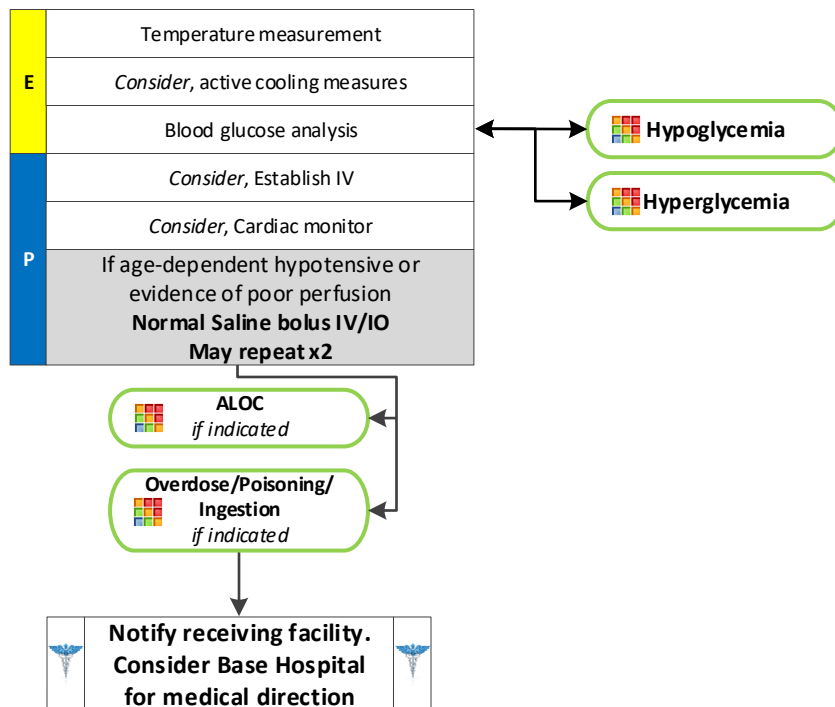 E
Temperature measurement
Consider, active cooling measures
Blood glucose analysis
Hypoglycemia
Hyperglycemia
P
Consider, Establish IV
Consider, Cardiac monitor
If age-dependent hypotensive or
evidence of poor perfusion
Normal Saline bolus IV/IO
May repeat x2
ALOC
if indicated
Overdose/Poisoning/
Ingestion
if indicated
Notify receiving facility.
Consider Base Hospital
for medical direction